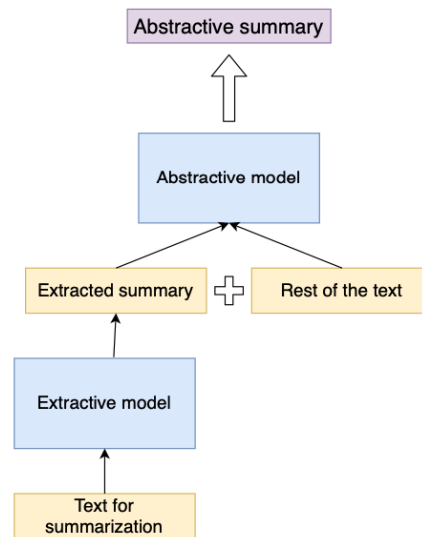 Abstractive summary
Abstractive model
Extracted summary
Rest of the text
Extractive model
Text for
summarization